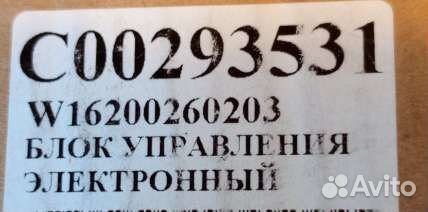 C00293531
W16200260203
БЛОК УПРАВЛЕНИЯ
ЭЛЕКТРОННЫЙ
Avito